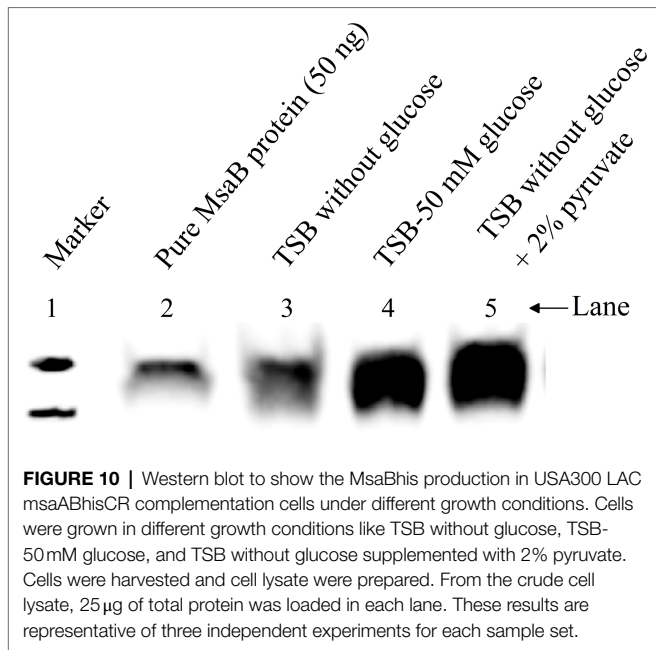 Marker
Pure MsaB protein (50 ng)
TSB without glucose
TSB-50 mM glucose
TSB without glucose
+ 2% pyruvate
1 2 3 4 5 ←Lane
FIGURE 10 | Western blot to show the MsaBhis production in USA300 LAC
msaABhisCR complementation cells under different growth conditions. Cells
were grown in different growth conditions like TSB without glucose, TSB-
50 mM glucose, and TSB without glucose supplemented with 2% pyruvate.
Cells were harvested and cell lysate were prepared. From the crude cell
lysate, 25 μg of total protein was loaded in each lane. These results are
representative of three independent experiments for each sample set.